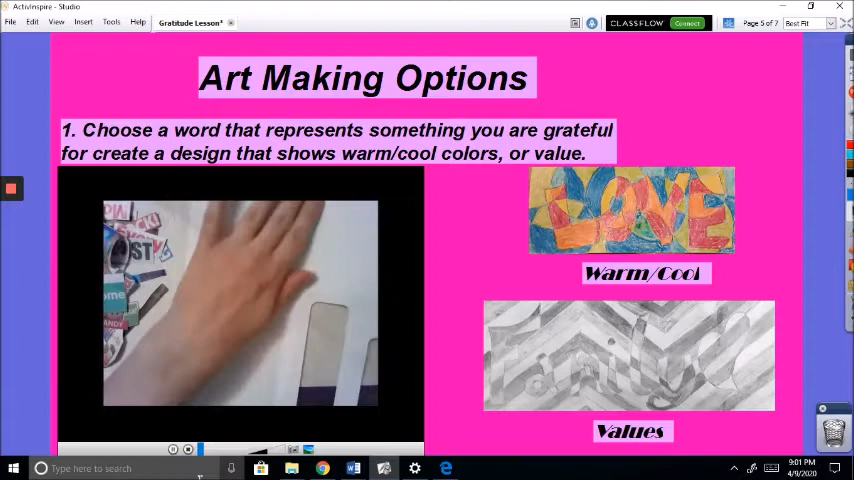 ActivInspire - Studio
File Edit View Insert Tools Help
Gratitude Lesson*
CLASSFLOW Connect
Page 5 of 7
Best Fit
Art Making Options
1. Choose a word that represents something you are grateful
for create a design that shows warm/cool colors, or value.
LOVE
Warm/Cool
Family
Values
ome
ANDY
Type here to search
9:01 PM
4/9/2020